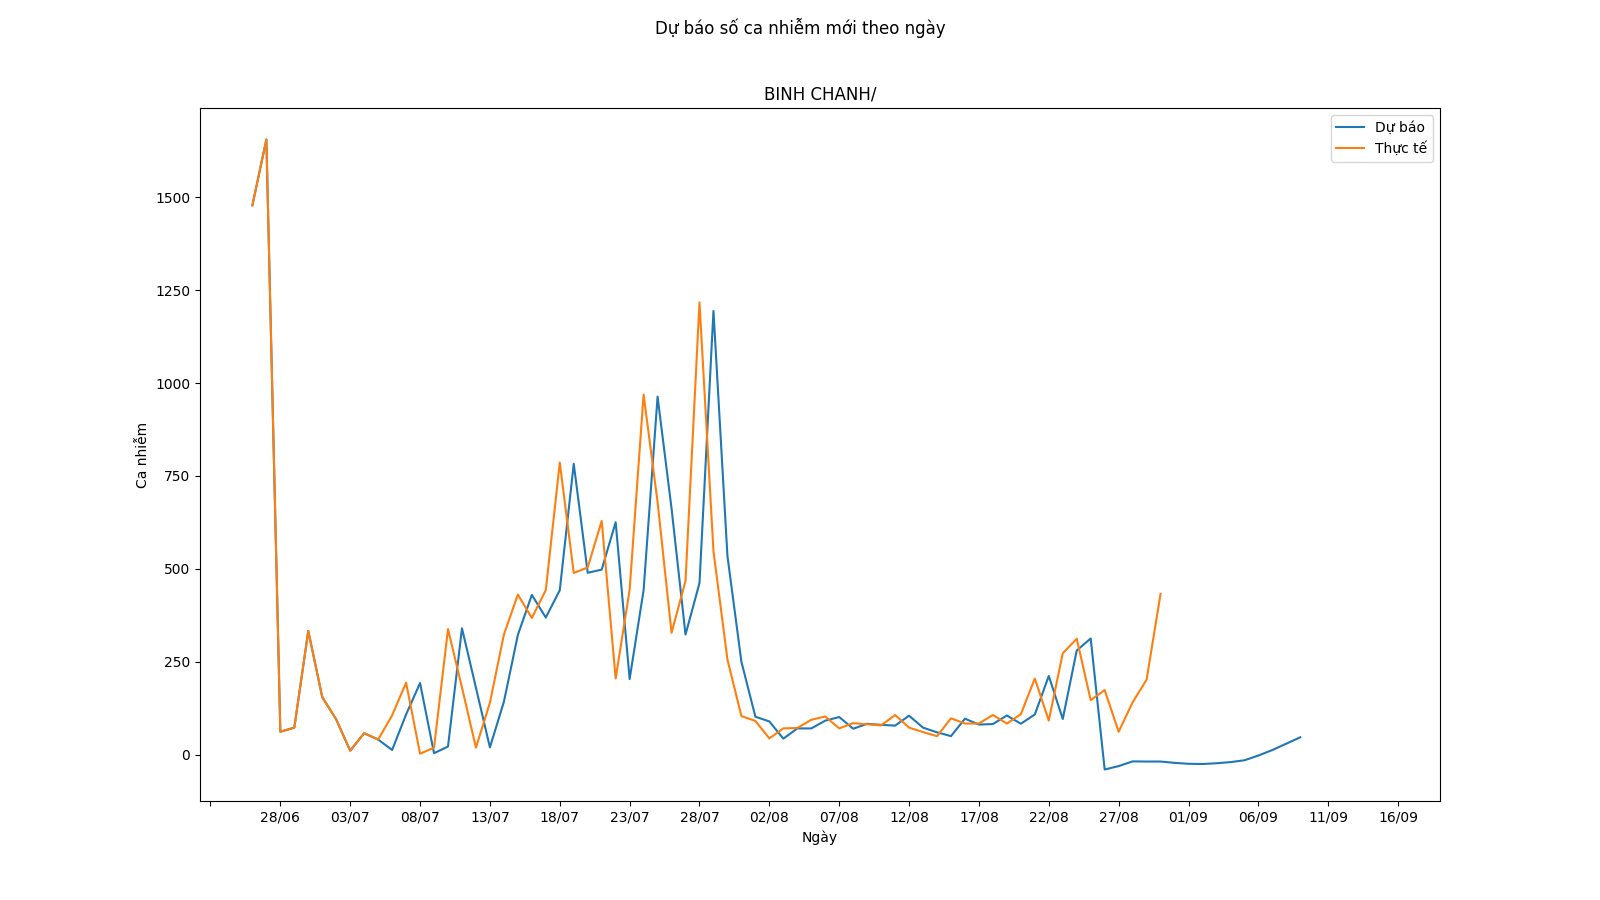 Dự báo số ca nhiễm mới theo ngày
BINH CHANH/
Dự báo
Thực tế
1500
1250
1000
750
500
250
0
Ca nhiễm
28/06 03/07 08/07 13/07 18/07 23/07 28/07 02/08 07/08 12/08 17/08 22/08 27/08 01/09 06/09 11/09 16/09
Ngày